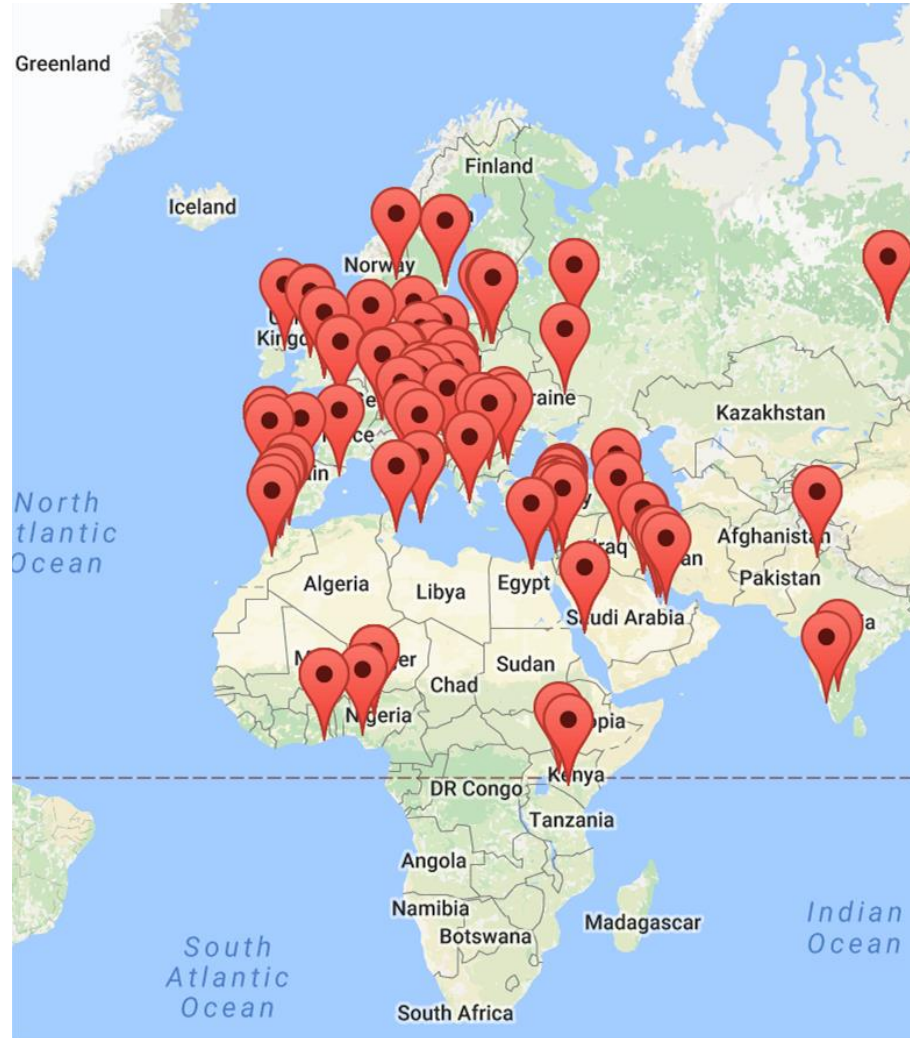 Greenland
Finland
Iceland
Norway
Kazakhstan
North
Atlantic
Ocean
Afghanistan
Algeria
Libya
Egypt
Pakistan
Saudi Arabia
Sudan
Chad
Nigeria
Kenya
DR Congo
Tanzania
Angola
Namibia
Botswana
Madagascar
Indian
Ocean
South
Atlantic
Ocean
South Africa